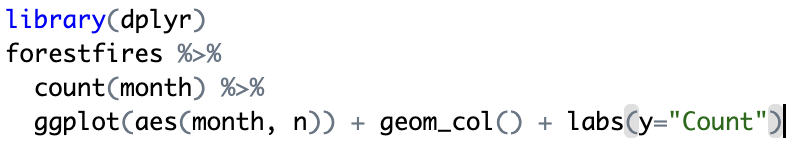 library(dplyr)
forestfires %>%
  count(month) %>%
  ggplot(aes(month, n)) + geom_col() + labs(y="Count")